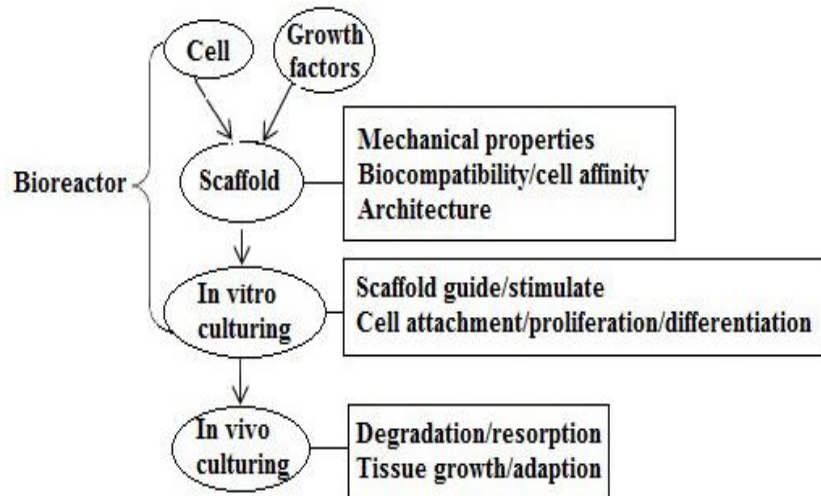 Cell
Growth
factors
Bioreactor
Scaffold
Mechanical properties
Biocompatibility/cell affinity
Architecture
In vitro
culturing
Scaffold guide/stimulate
Cell attachment/proliferation/differentiation
In vivo
culturing
Degradation/resorption
Tissue growth/adaption